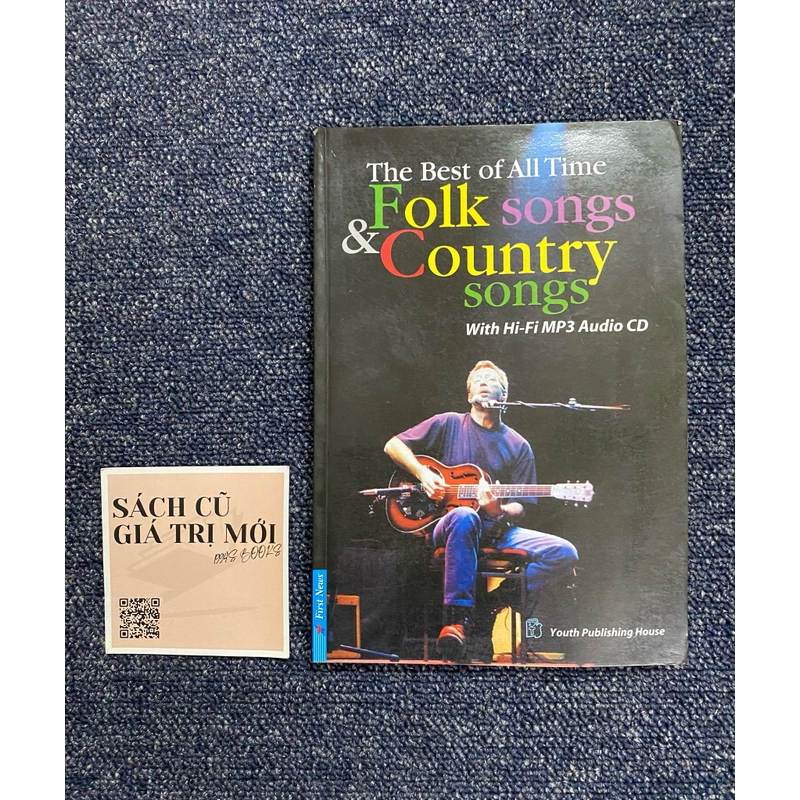 The Best of All Time
Folk songs
& Country
songs
With Hi-Fi MP3 Audio CD
First News
Youth Publishing House
SÁCH CŨ
GIÁ TRỊ MỚI